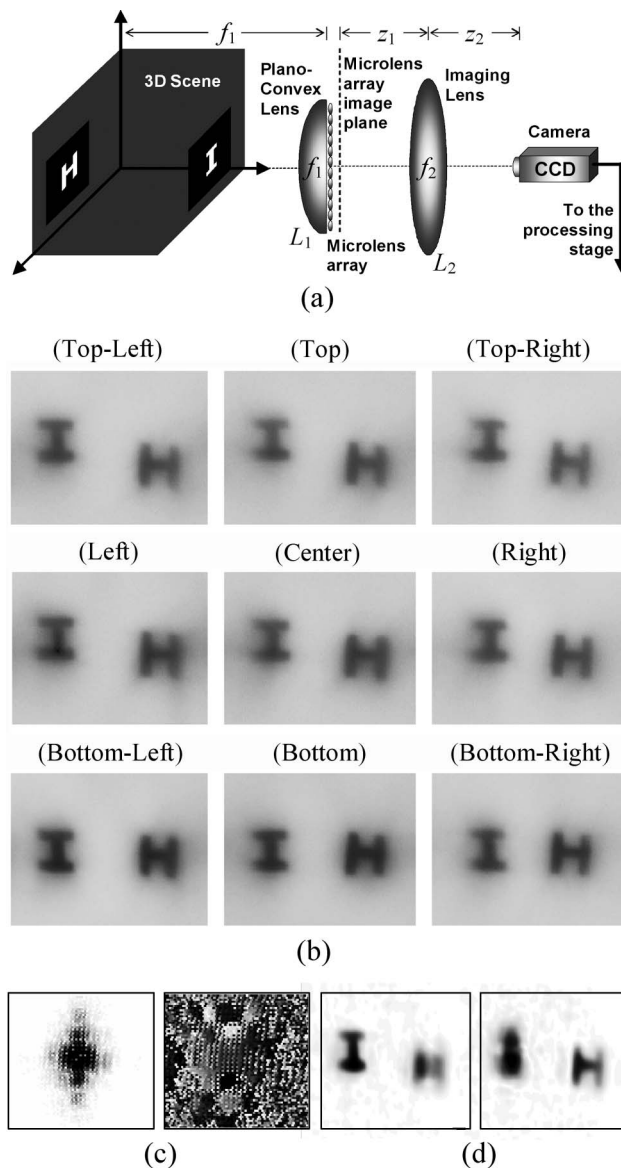 f₁ z₁ z₂
3D Scene
Plano-
Convex
Lens
Microlens
array
image
plane
Imaging
Lens
Camera
H I
f₁ f₂ CCD
L₁ L₂
Microlens
array
To the
processing
stage
(a)
(Top-Left) (Top) (Top-Right)
I H I H I H
(Left) (Center) (Right)
I H I H I H
(Bottom-Left) (Bottom) (Bottom-Right)
I H I H I H
(b)
I H H
(c) (d)